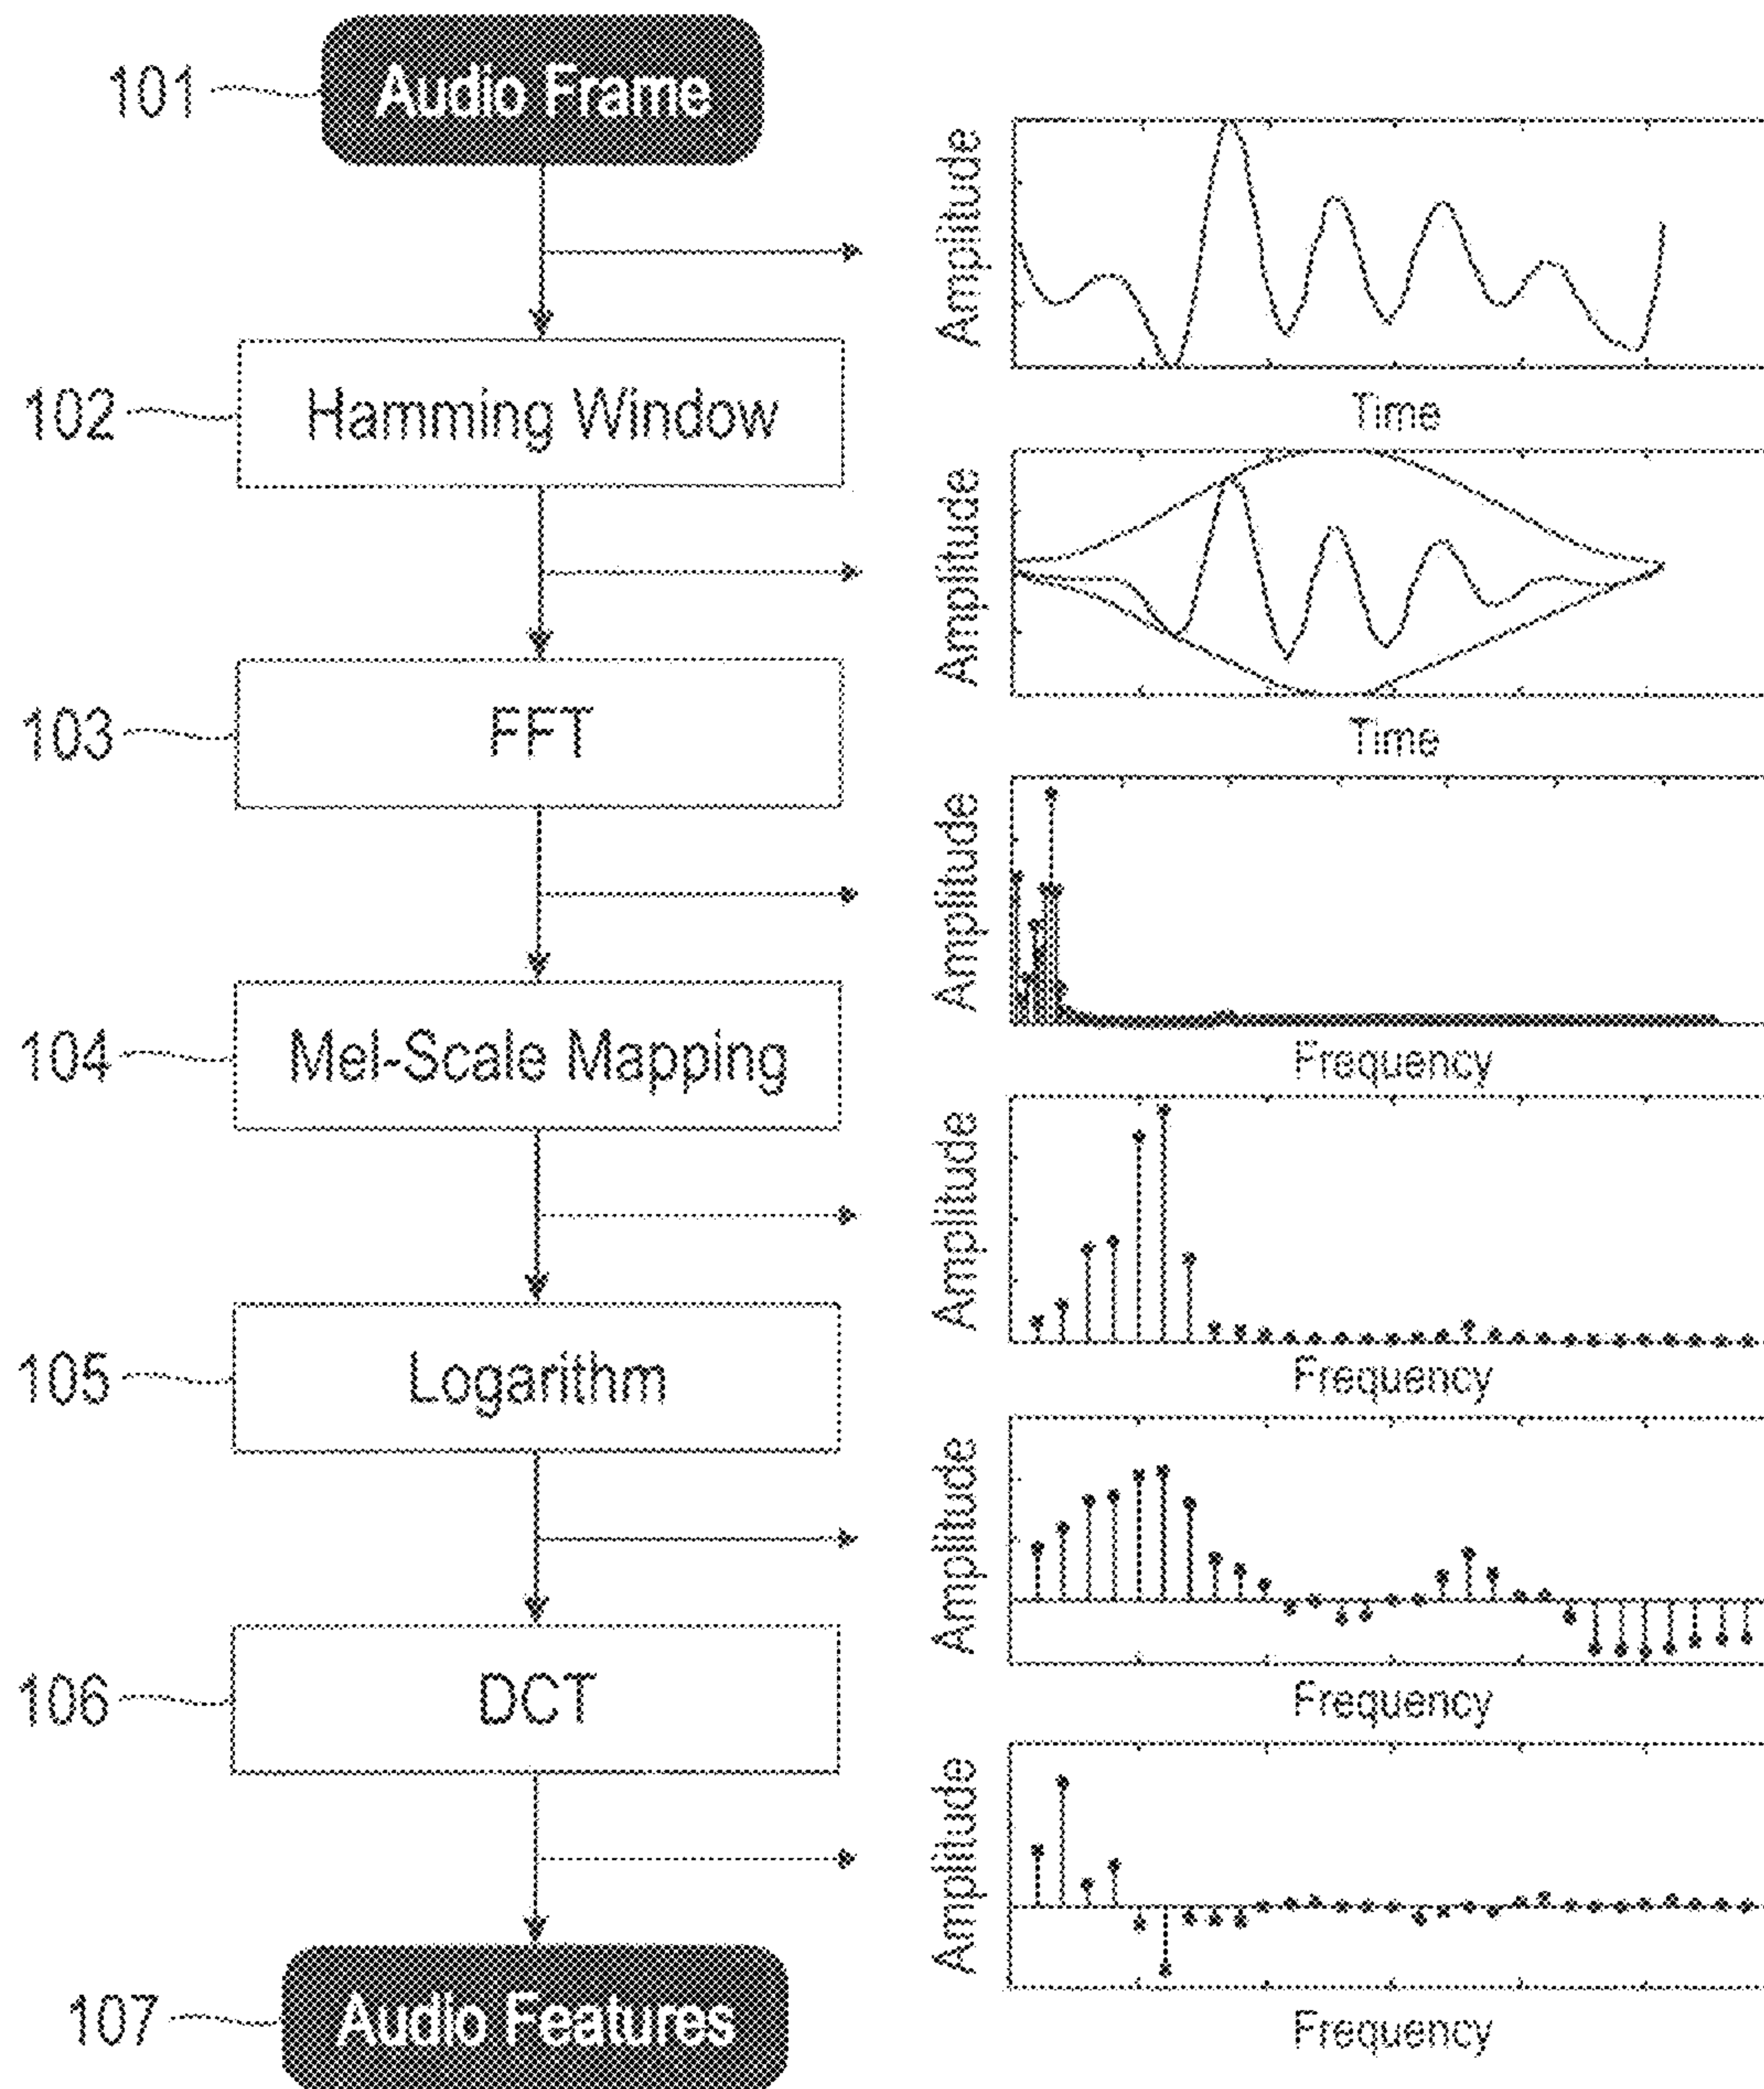 101
Audio Frame
102
Hamming Window
103
FFT
104
Mel-Scale Mapping
105
Logarithm
106
DCT
107
Audio Features
Amplitude
Time
Amplitude
Time
Amplitude
Frequency
Amplitude
Frequency
Amplitude
Frequency
Amplitude
Frequency